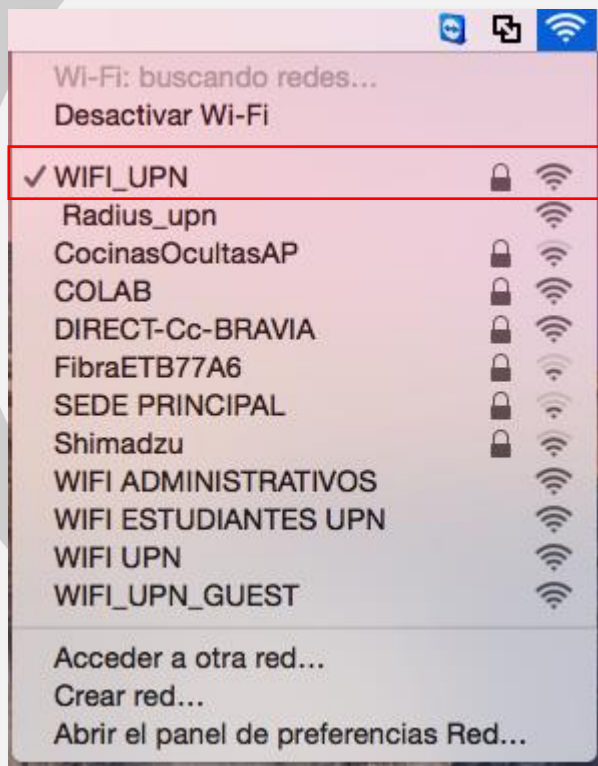 Wi-Fi: buscando redes...
Desactivar Wi-Fi
✓ WIFI_UPN
Radius_upn
CocinasOcultasAP
COLAB
DIRECT-Cc-BRAVIA
FibraETB77A6
SEDE PRINCIPAL
Shimadzu
WIFI ADMINISTRATIVOS
WIFI ESTUDIANTES UPN
WIFI UPN
WIFI_UPN_GUEST
Acceder a otra red...
Crear red...
Abrir el panel de preferencias Red...